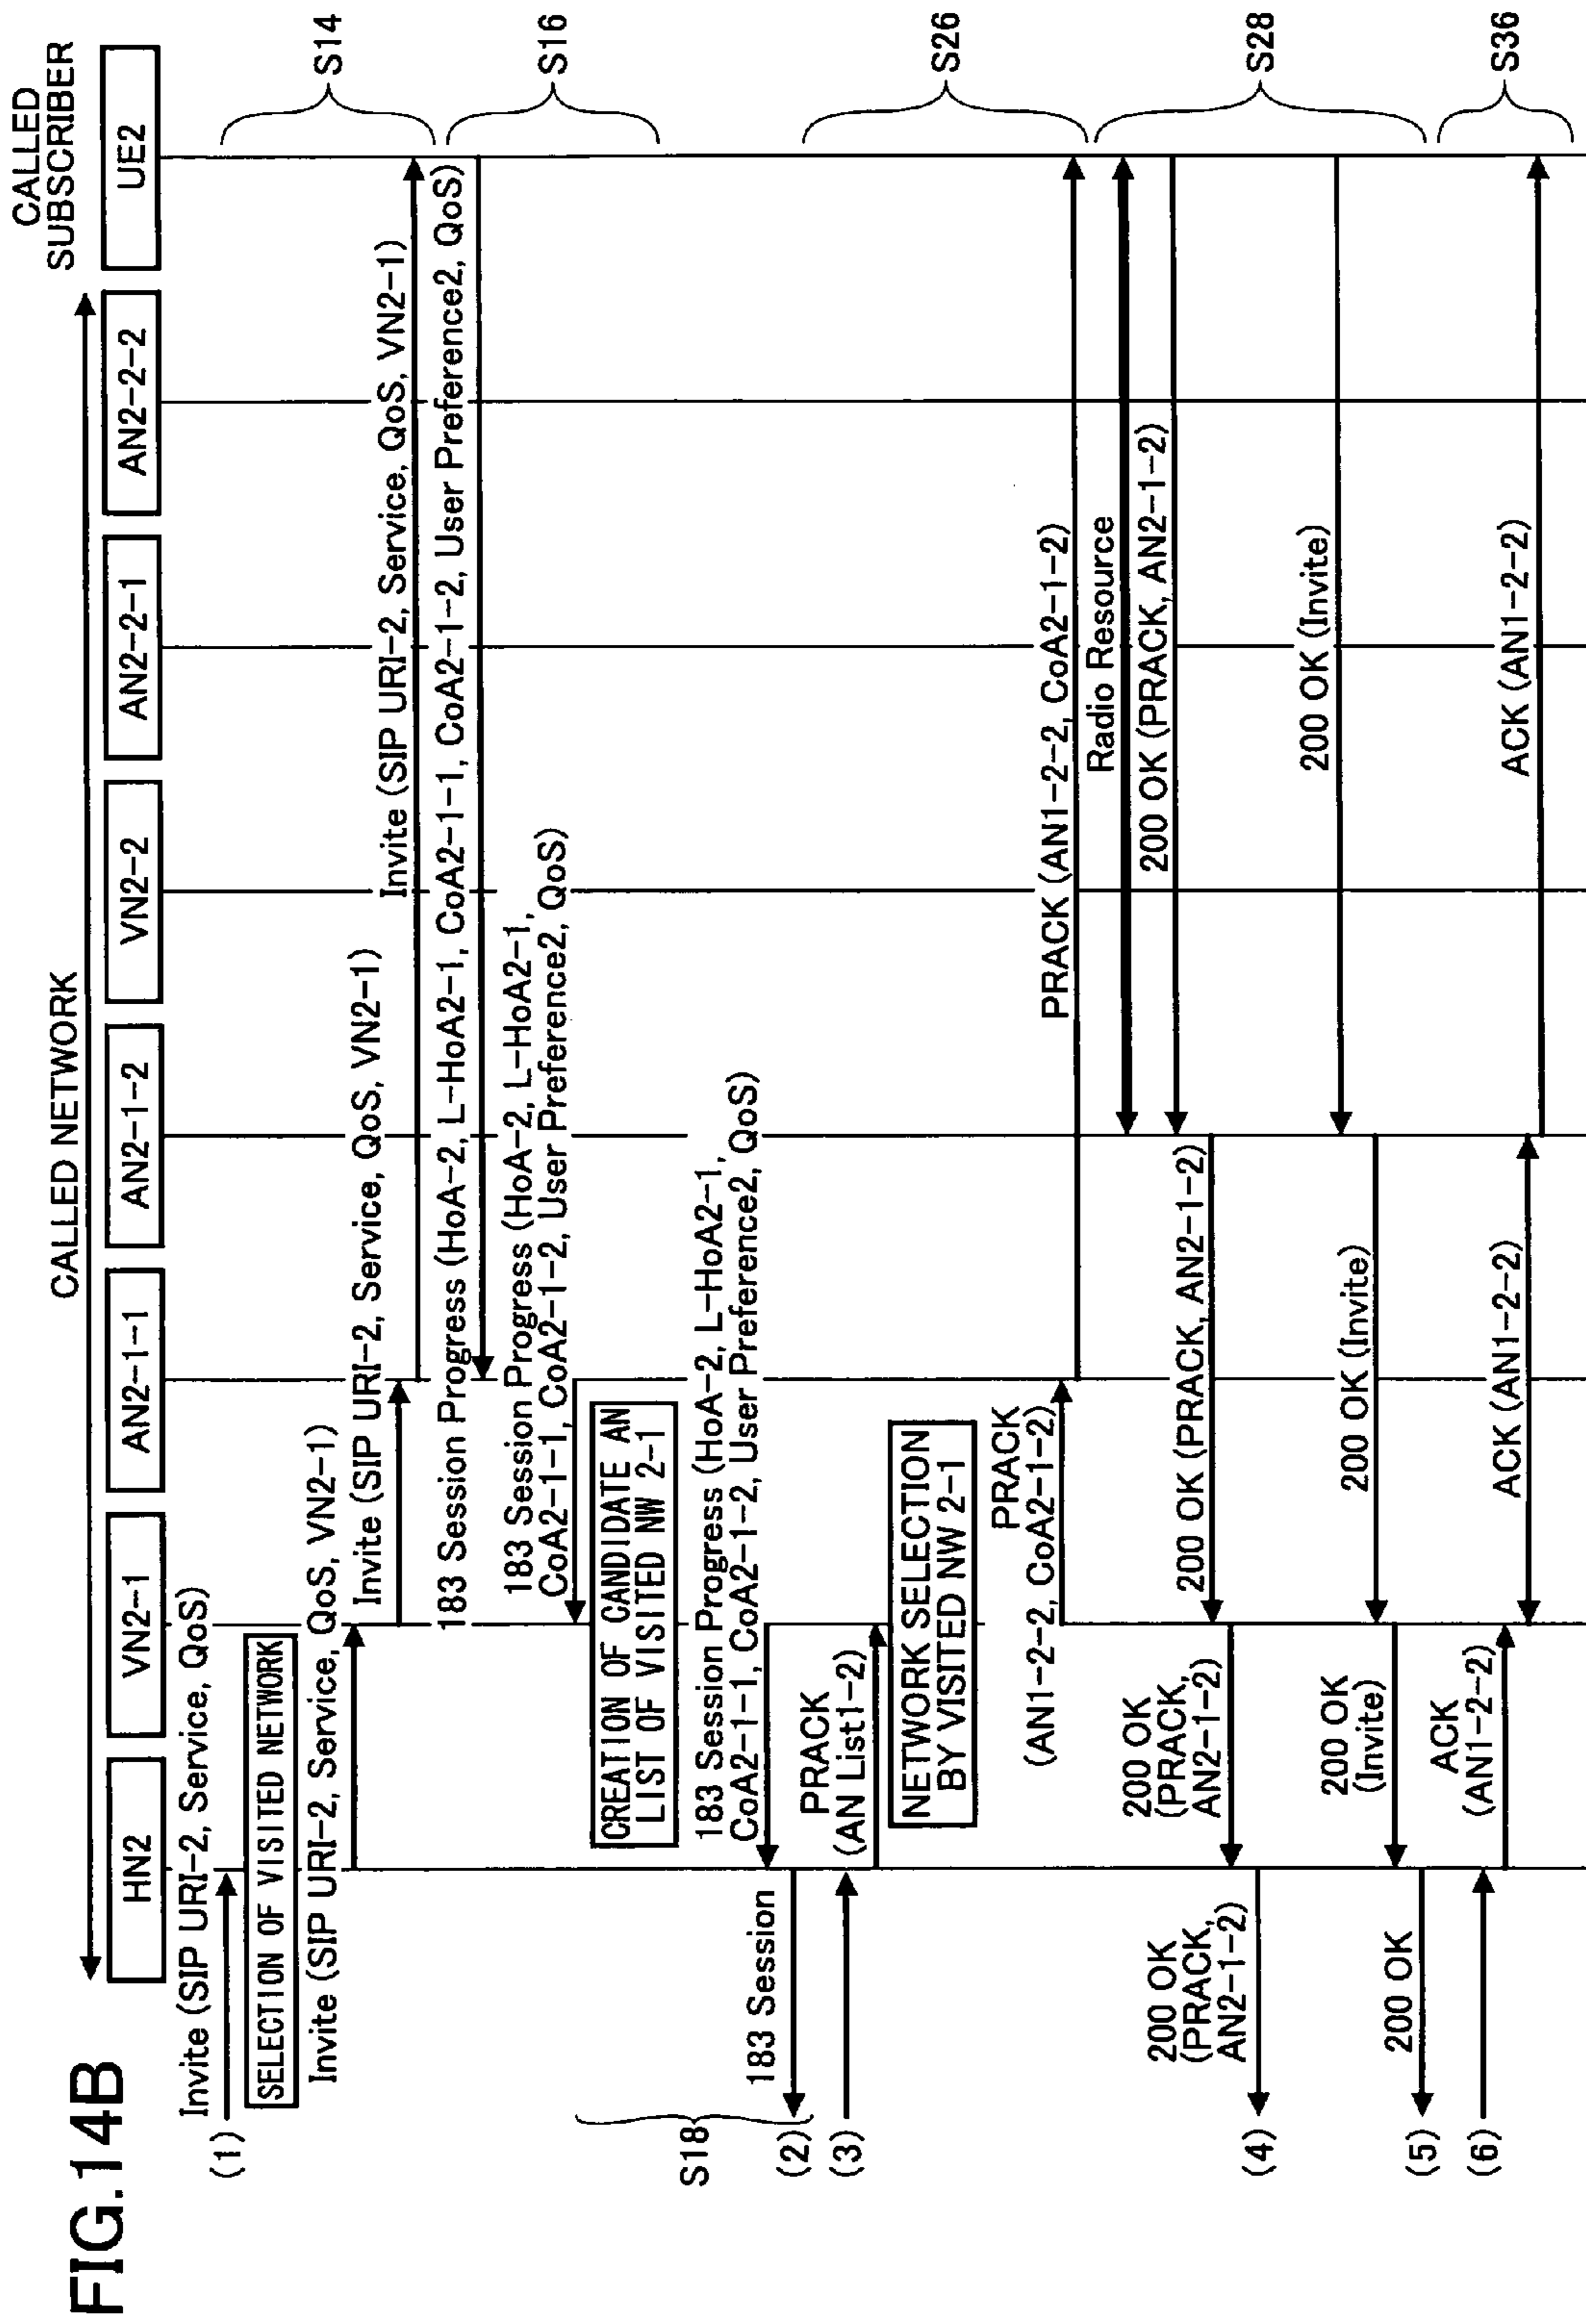 FIG.14B
CALLED NETWORK
CALLED
SUBSCRIBER
HN2
VN2-1
AN2-1-1
AN2-1-2
VN2-2
AN2-2-1
AN2-2-2
UE2
(1)
Invite (SIP URI-2, Service, QoS)
SELECTION OF VISITED NETWORK
Invite (SIP URI-2, Service, QoS, VN2-1)
Invite (SIP URI-2, Service, QoS, VN2-1)
Invite (SIP URI-2, Service, QoS, VN2-1)
S14
183 Session Progress (HoA-2, L-HoA2-1, CoA2-1-1, CoA2-1-2, User Preference2, QoS)
S16
183 Session Progress (HoA-2, L-HoA2-1,
CoA2-1-1, CoA2-1-2, User Preference2, QoS)
CREATION OF CANDIDATE AN
LIST OF VISITED NW 2-1
183 Session Progress (HoA-2, L-HoA2-1,
CoA2-1-1, CoA2-1-2, User Preference2, QoS)
S18
183 Session
(2)
(3)
PRACK
(AN List1-2)
NETWORK SELECTION
BY VISITED NW 2-1
PRACK
(AN1-2-2, CoA2-1-2)
PRACK (AN1-2-2, CoA2-1-2)
S26
Radio Resource
200 OK (PRACK, AN2-1-2)
200 OK (PRACK, AN2-1-2)
200 OK
(PRACK,
AN2-1-2)
200 OK
(PRACK,
AN2-1-2)
(4)
S28
200 OK (Invite)
200 OK (Invite)
200 OK
(Invite)
200 OK
(5)
(6)
ACK
(AN1-2-2)
ACK (AN1-2-2)
ACK (AN1-2-2)
S36